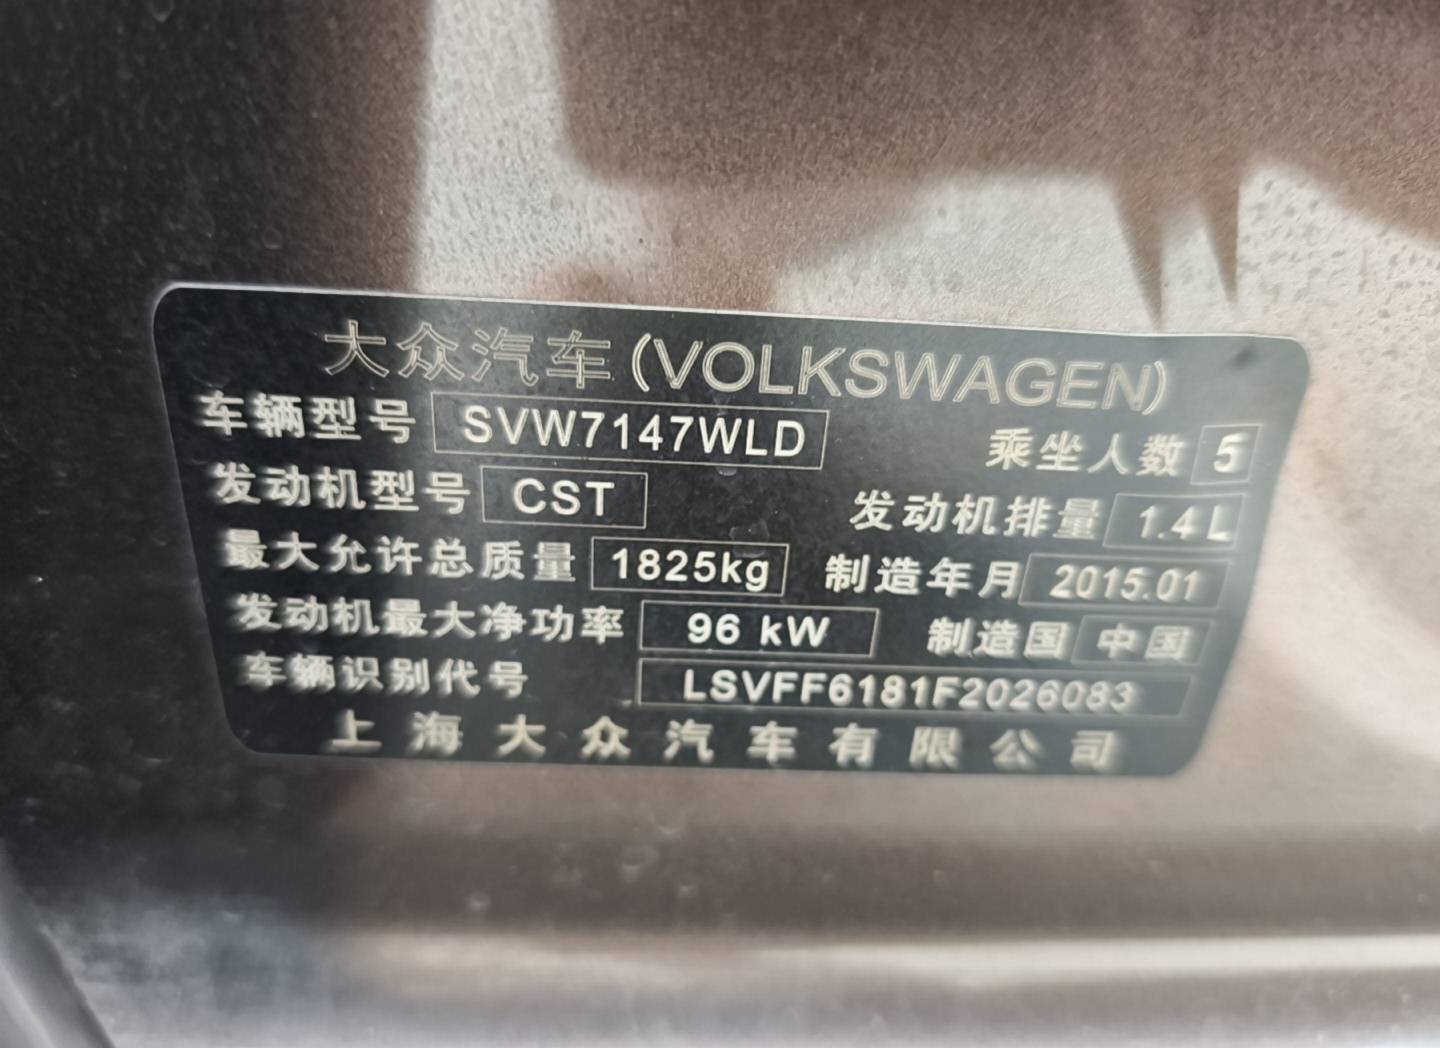 大众汽车(VOLKSWAGEN)
车辆型号 SVW7147WLD 乘坐人数 5
发动机型号 CST 发动机排量 1.4L
最大允许总质量 1825kg 制造年月 2015.01
发动机最大净功率 96 kW 制造国 中国
车辆识别代号 LSVFF6181F2026083
上海大众汽车有限公司